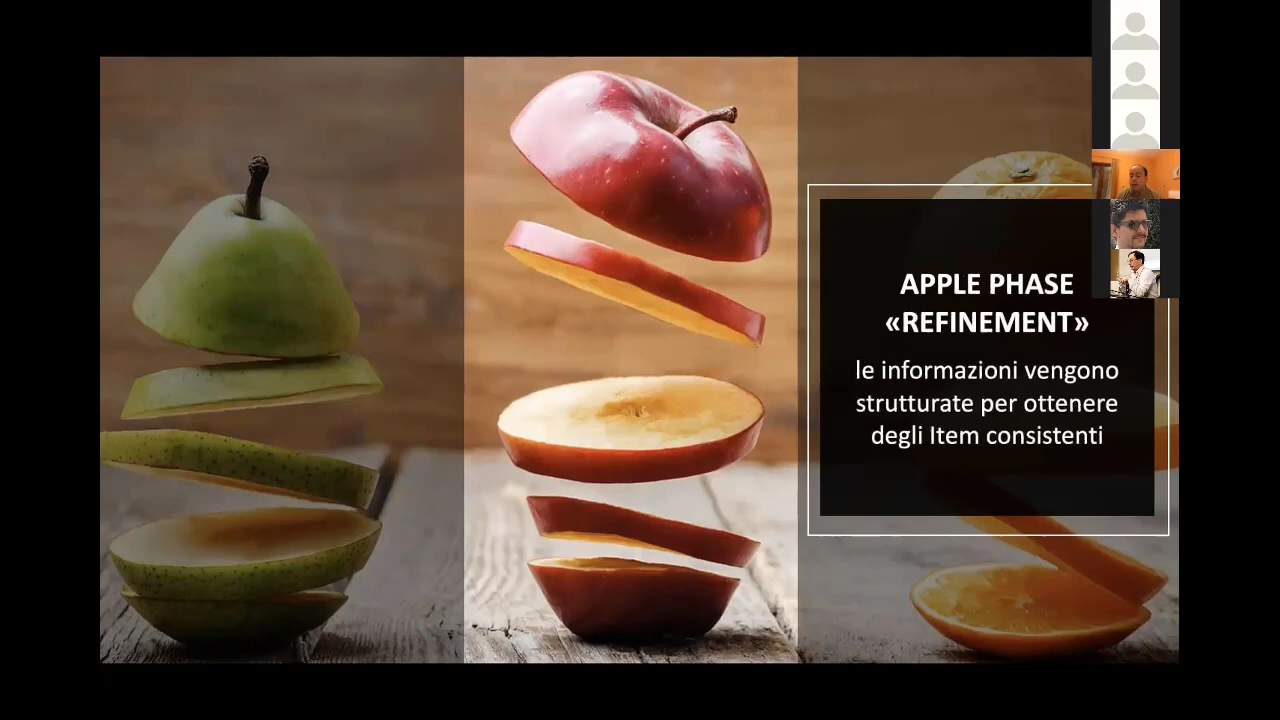 APPLE PHASE
«REFINEMENT»
le informazioni vengono
strutturate per ottenere
degli Item consistenti